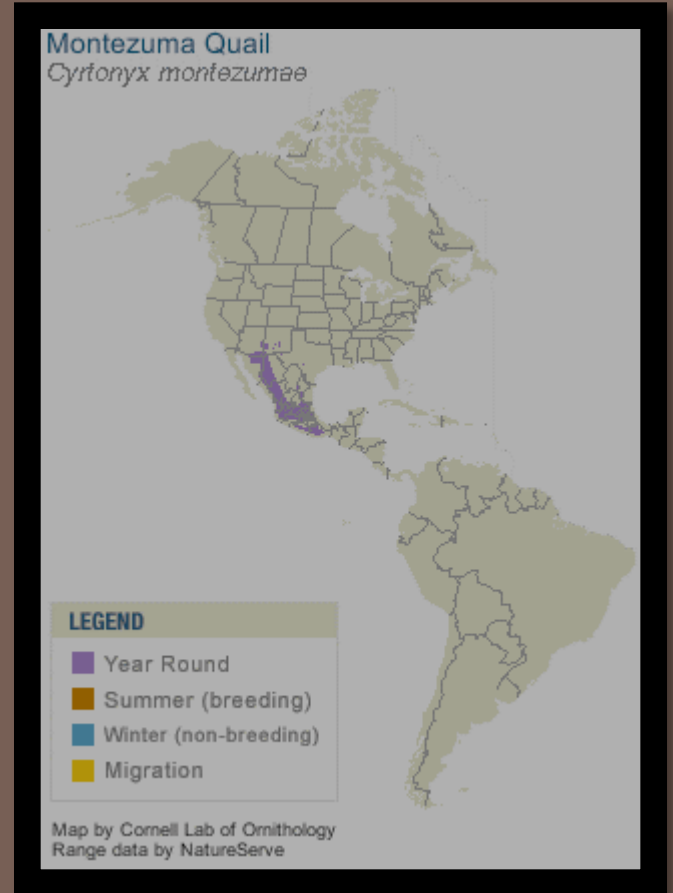 Montezuma Quail
Cyrtonyx montezumae
LEGEND
Year Round
Summer (breeding)
Winter (non-breeding)
Migration
Map by Cornell Lab of Ornithology
Range data by NatureServe